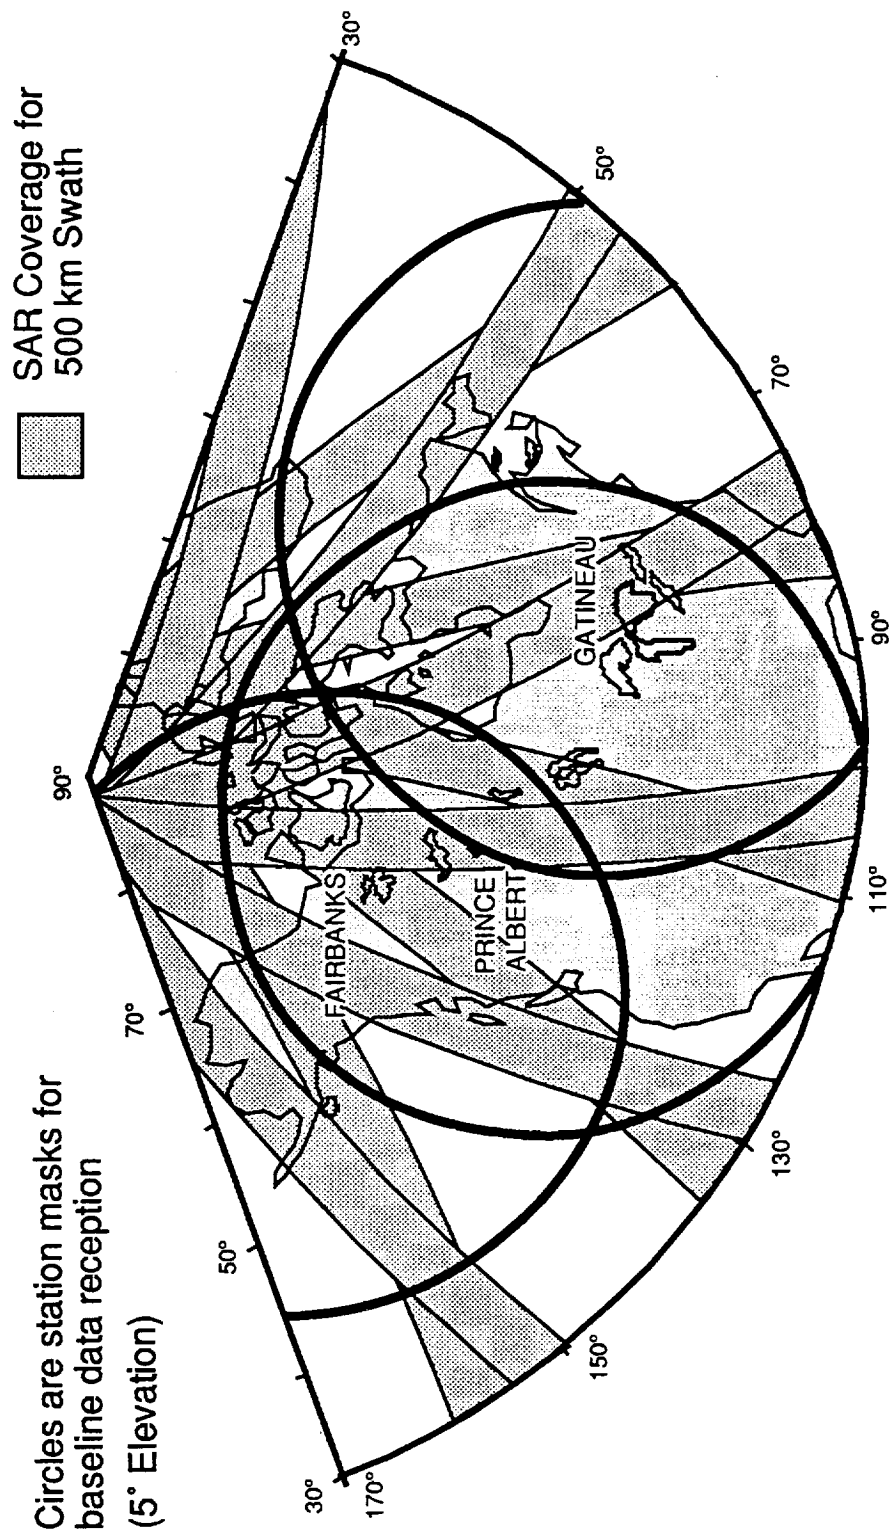 Circles are station masks for
baseline data reception
(5° Elevation)
SAR Coverage for
500 km Swath
90°
70°
50°
30°
170°
150°
130°
110°
90°
70°
50°
30°
FAIRBANKS
PRINCE
ALBERT
GATINEAU